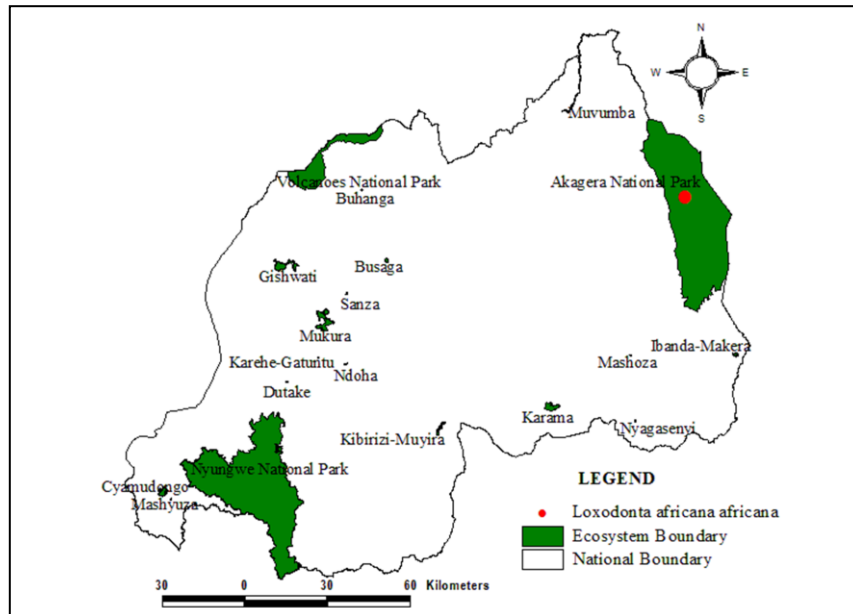 N
W E
S
Muvumba
Volcanoes National Park
Akagera National Park
Buhanga
Gishwati
Busaga
Sanza
Mukura
Karehe-Gaturitu
Ndoha
Ibanda-Makera
Mashoza
Dutake
Karama
Nyagasenyi
Kibirizi-Muyira
Nyungwe National Park
Cyamudongo
Mashyuza
LEGEND
Loxodonta africana africana
Ecosystem Boundary
National Boundary
30 0 30 60 Kilometers